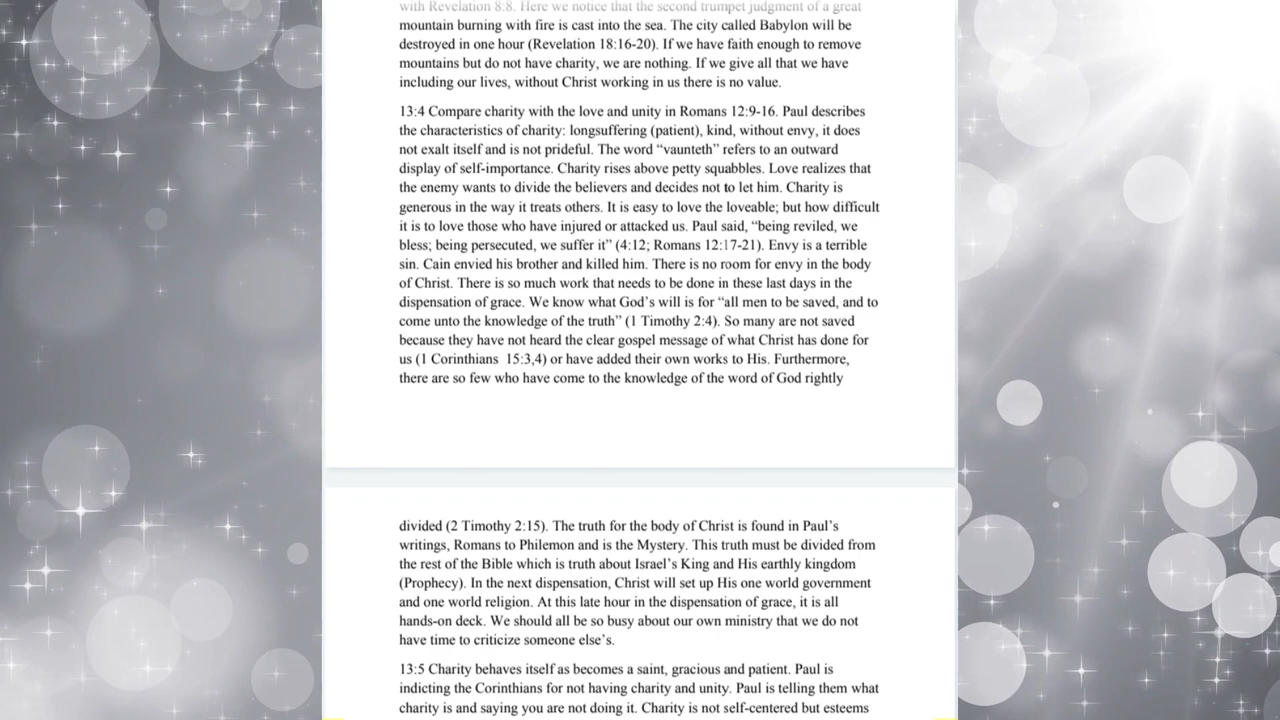 with Revelation 8:8. Here we notice that the second trumpet judgment of a great
mountain burning with fire is cast into the sea. The city called Babylon will be
destroyed in one hour (Revelation 18:16-20). If we have faith enough to remove
mountains but do not have charity, we are nothing. If we give all that we have
including our lives, without Christ working in us there is no value.
13:4 Compare charity with the love and unity in Romans 12:9-16. Paul describes
the characteristics of charity: longsuffering (patient), kind, without envy, it does
not exalt itself and is not prideful. The word “vaunteth” refers to an outward
display of self-importance. Charity rises above petty squabbles. Love realizes that
the enemy wants to divide the believers and decides not to let him. Charity is
generous in the way it treats others. It is easy to love the loveable; but how difficult
it is to love those who have injured or attacked us. Paul said, “being reviled, we
bless; being persecuted, we suffer it” (4:12; Romans 12:17-21). Envy is a terrible
sin. Cain envied his brother and killed him. There is no room for envy in the body
of Christ. There is so much work that needs to be done in these last days in the
dispensation of grace. We know what God’s will is for “all men to be saved, and to
come unto the knowledge of the truth” (1 Timothy 2:4). So many are not saved
because they have not heard the clear gospel message of what Christ has done for
us (1 Corinthians  15:3,4) or have added their own works to His. Furthermore,
there are so few who have come to the knowledge of the word of God rightly
divided (2 Timothy 2:15). The truth for the body of Christ is found in Paul’s
writings, Romans to Philemon and is the Mystery. This truth must be divided from
the rest of the Bible which is truth about Israel’s King and His earthly kingdom
(Prophecy). In the next dispensation, Christ will set up His one world government
and one world religion. At this late hour in the dispensation of grace, it is all
hands-on deck. We should all be so busy about our own ministry that we do not
have time to criticize someone else’s.
13:5 Charity behaves itself as becomes a saint, gracious and patient. Paul is
indicting the Corinthians for not having charity and unity. Paul is telling them what
charity is and saying you are not doing it. Charity is not self-centered but esteems